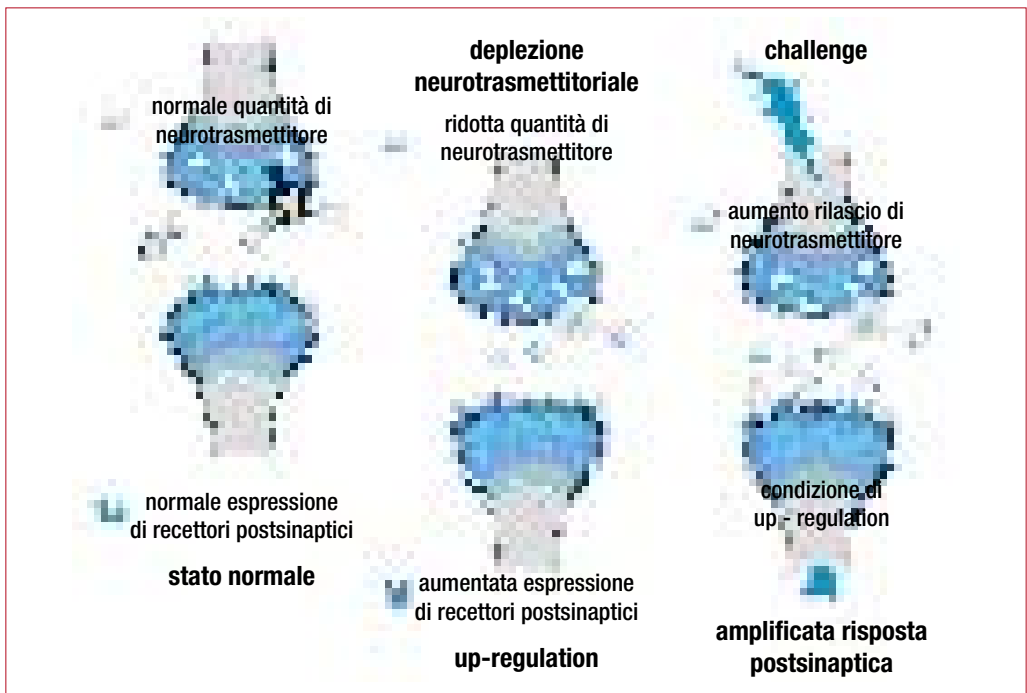 normale quantità di
neurotrasmettitore
normale espressione
di recettori postsinaptici
stato normale
deplezione
neurotrasmettitoriale
ridotta quantità di
neurotrasmettitore
aumentata espressione
di recettori postsinaptici
up-regulation
challenge
aumento rilascio di
neurotrasmettitore
condizione di
up - regulation
amplificata risposta
postsinaptica